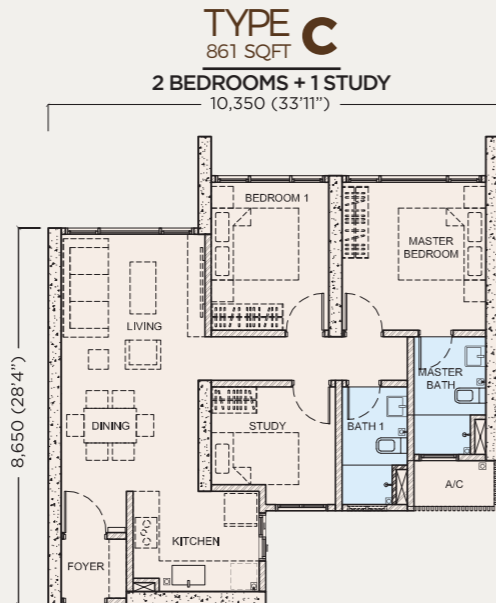 TYPE C
861 SQFT
2 BEDROOMS + 1 STUDY
10,350 (33'11")
8,650 (28'4")
BEDROOM 1
MASTER
BEDROOM
LIVING
MASTER
BATH
DINING
STUDY
BATH 1
A/C
KITCHEN
FOYER